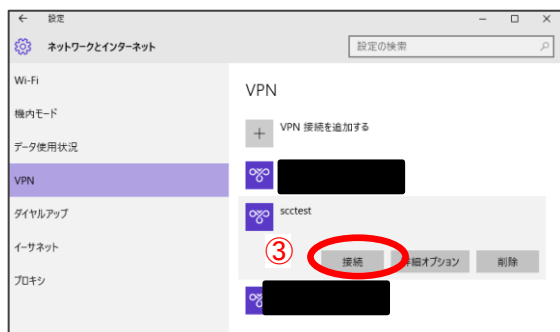 ← 設定
ネットワークとインターネット
設定の検索
Wi-Fi
機内モード
データ使用状況
VPN
ダイヤルアップ
イーサネット
プロキシ
VPN
+ VPN 接続を追加する
scctest
③
接続
詳細オプション
削除